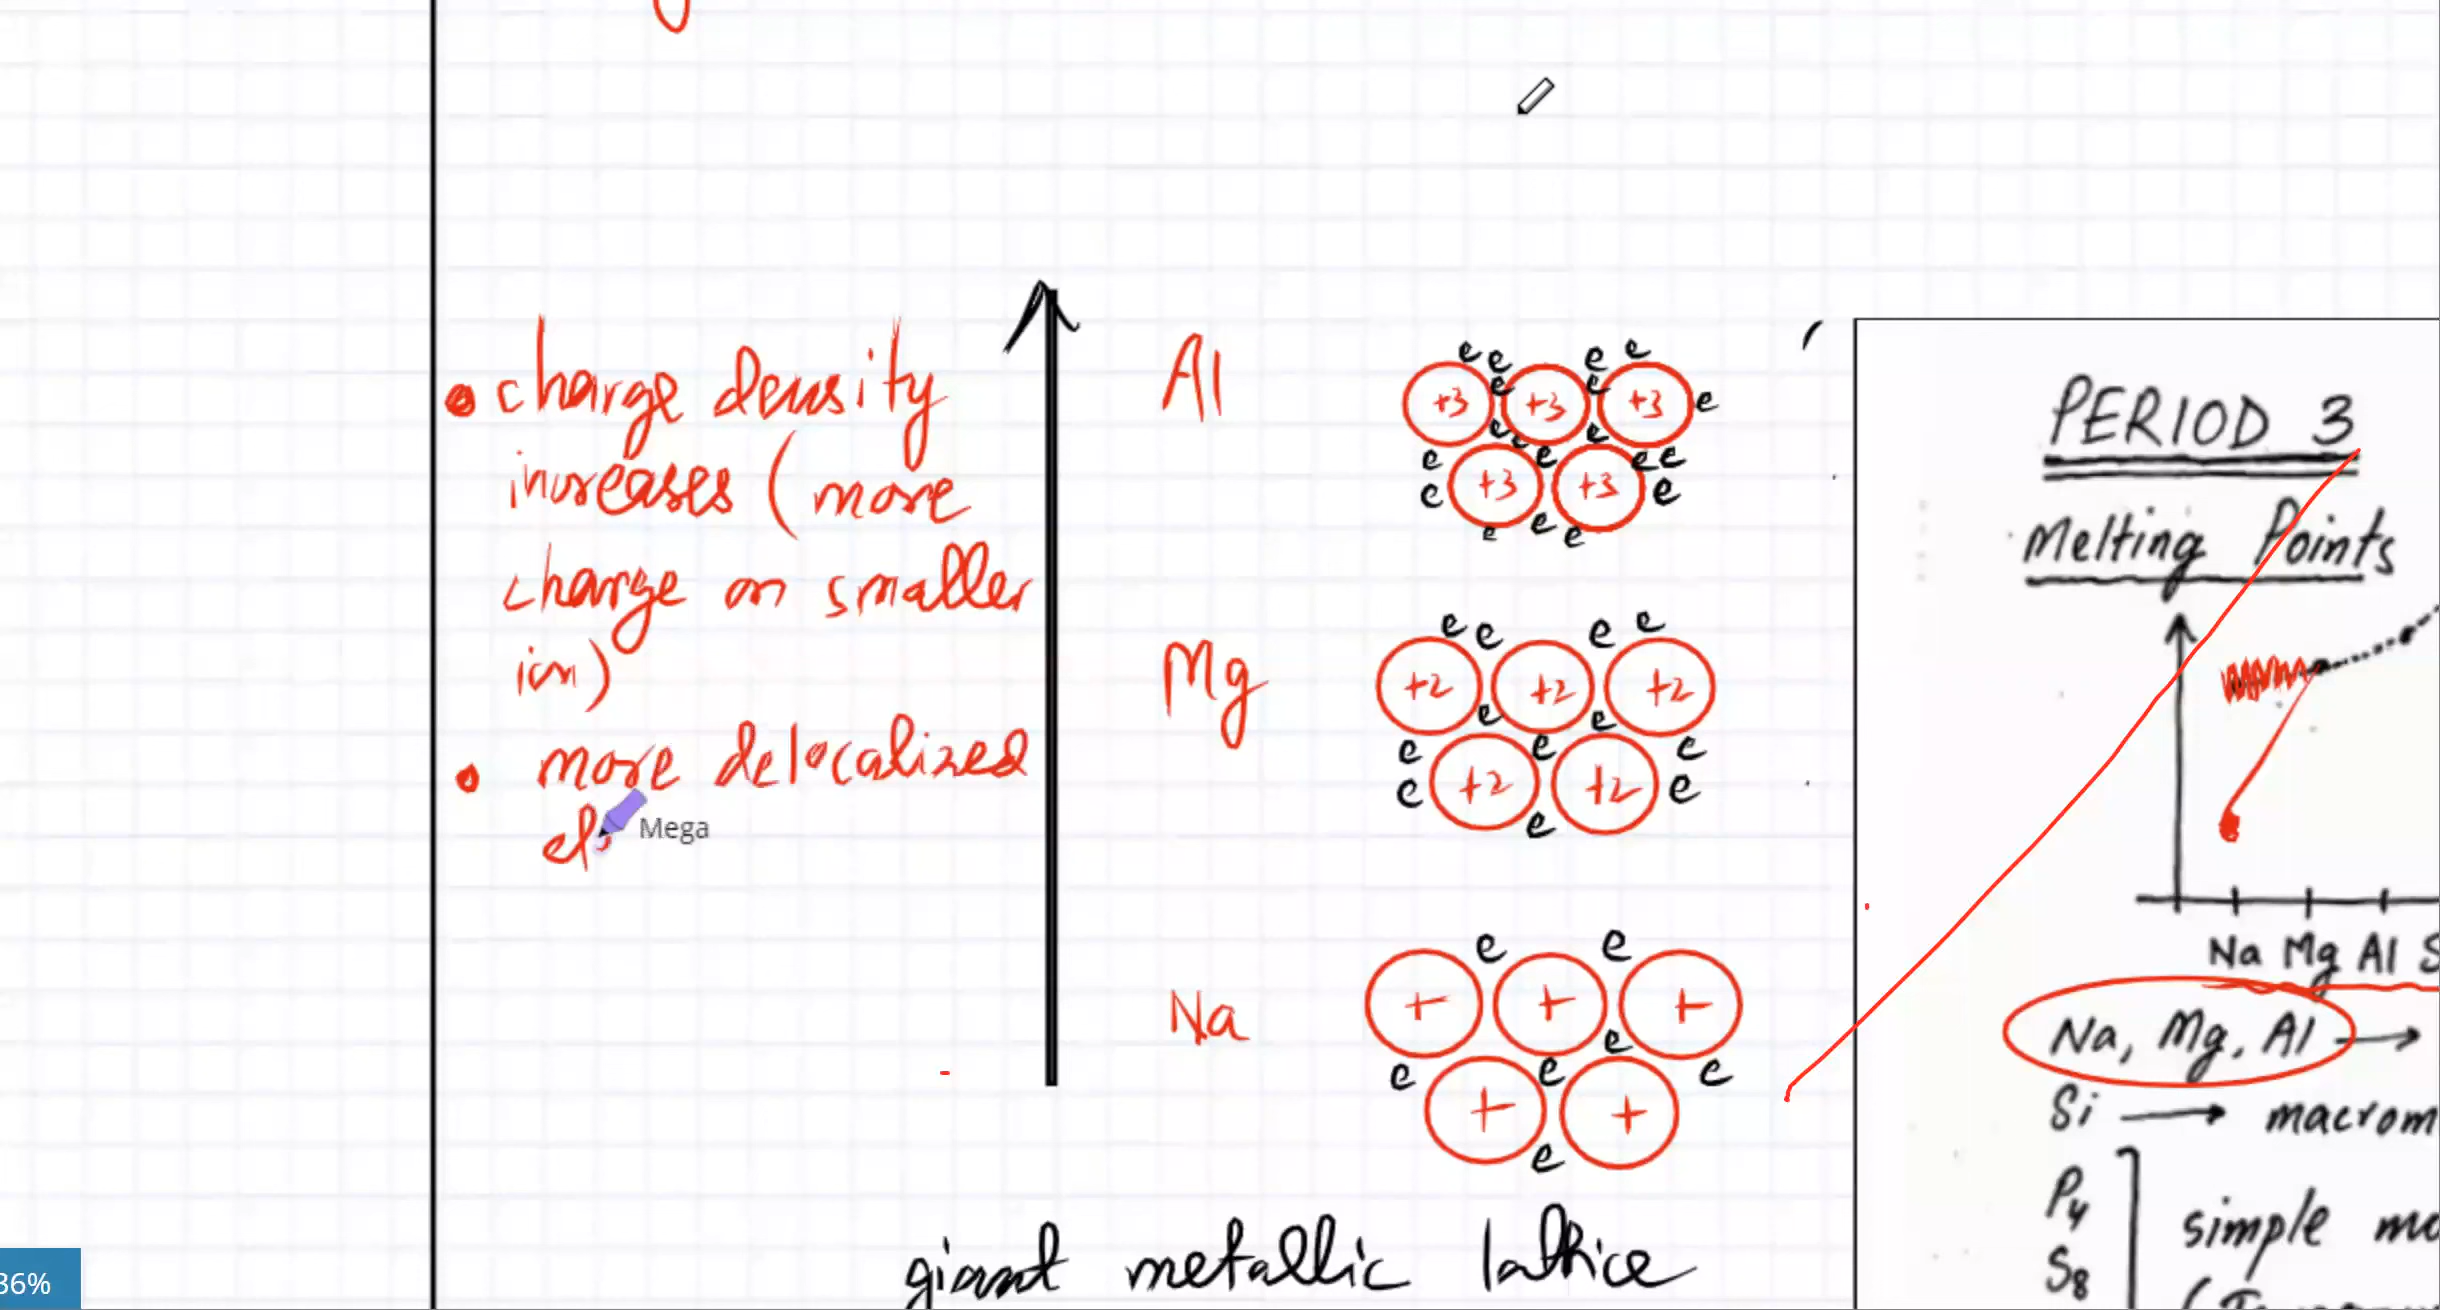 • charge density
increases (more
charge on smaller
ion)
• more delocalized
Mega
Al
e e e e
e e
+3 +3 +3 e
e e e
e e e e
+3 +3
e e
e e e
Mg
e e e e
+2 +2 +2
e e
e e e
+2 +2
e e
e
Na
e e
+ + +
e
e e e
+ +
e
giant metallic lattice
36%
PERIOD 3
Melting Points
Na Mg Al S
Na, Mg, Al →
Si → macrom
P4
S8
simple mo